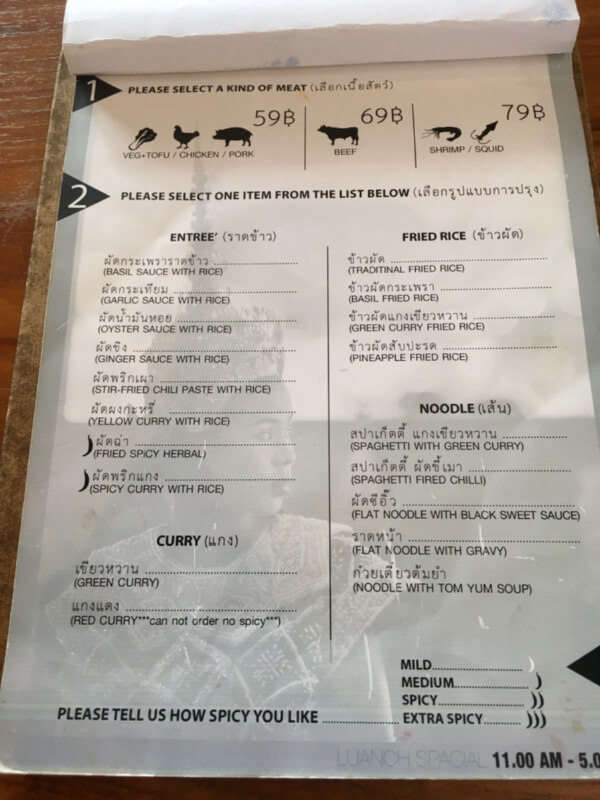 1 PLEASE SELECT A KIND OF MEAT (เลือกเนื้อสัตว์)
59฿ 69฿ 79฿
VEG+TOFU / CHICKEN / PORK BEEF SHRIMP / SQUID
2 PLEASE SELECT ONE ITEM FROM THE LIST BELOW (เลือกรูปแบบการปรุง)
ENTREE' (ราดข้าว)
ผัดกระเพราราดข้าว
(BASIL SAUCE WITH RICE)
ผัดกระเทียม
(GARLIC SAUCE WITH RICE)
ผัดน้ำมันหอย
(OYSTER SAUCE WITH RICE)
ผัดขิง
(GINGER SAUCE WITH RICE)
ผัดพริกเผา
(STIR-FRIED CHILI PASTE WITH RICE)
ผัดผงกะหรี่
(YELLOW CURRY WITH RICE)
ผัดฉ่า
(FRIED SPICY HERBAL)
ผัดพริกแกง
(SPICY CURRY WITH RICE)
CURRY (แกง)
เขียวหวาน
(GREEN CURRY)
แกงแดง
(RED CURRY***can not order no spicy***)
FRIED RICE (ข้าวผัด)
ข้าวผัด
(TRADITINAL FRIED RICE)
ข้าวผัดกระเพรา
(BASIL FRIED RICE)
ข้าวผัดแกงเขียวหวาน
(GREEN CURRY FRIED RICE)
ข้าวผัดสับปะรด
(PINEAPPLE FRIED RICE)
NOODLE (เส้น)
สปาเก็ตตี้ แกงเขียวหวาน
(SPAGHETTI WITH GREEN CURRY)
สปาเก็ตตี้ ผัดขี้เมา
(SPAGHETTI FIRED CHILLI)
ผัดซีอิ๊ว
(FLAT NOODLE WITH BLACK SWEET SAUCE)
ราดหน้า
(FLAT NOODLE WITH GRAVY)
ก๋วยเตี๋ยวต้มยำ
(NOODLE WITH TOM YUM SOUP)
MILD
MEDIUM
SPICY
PLEASE TELL US HOW SPICY YOU LIKE EXTRA SPICY
LUANCH SPACIAL 11.00 AM - 5.0